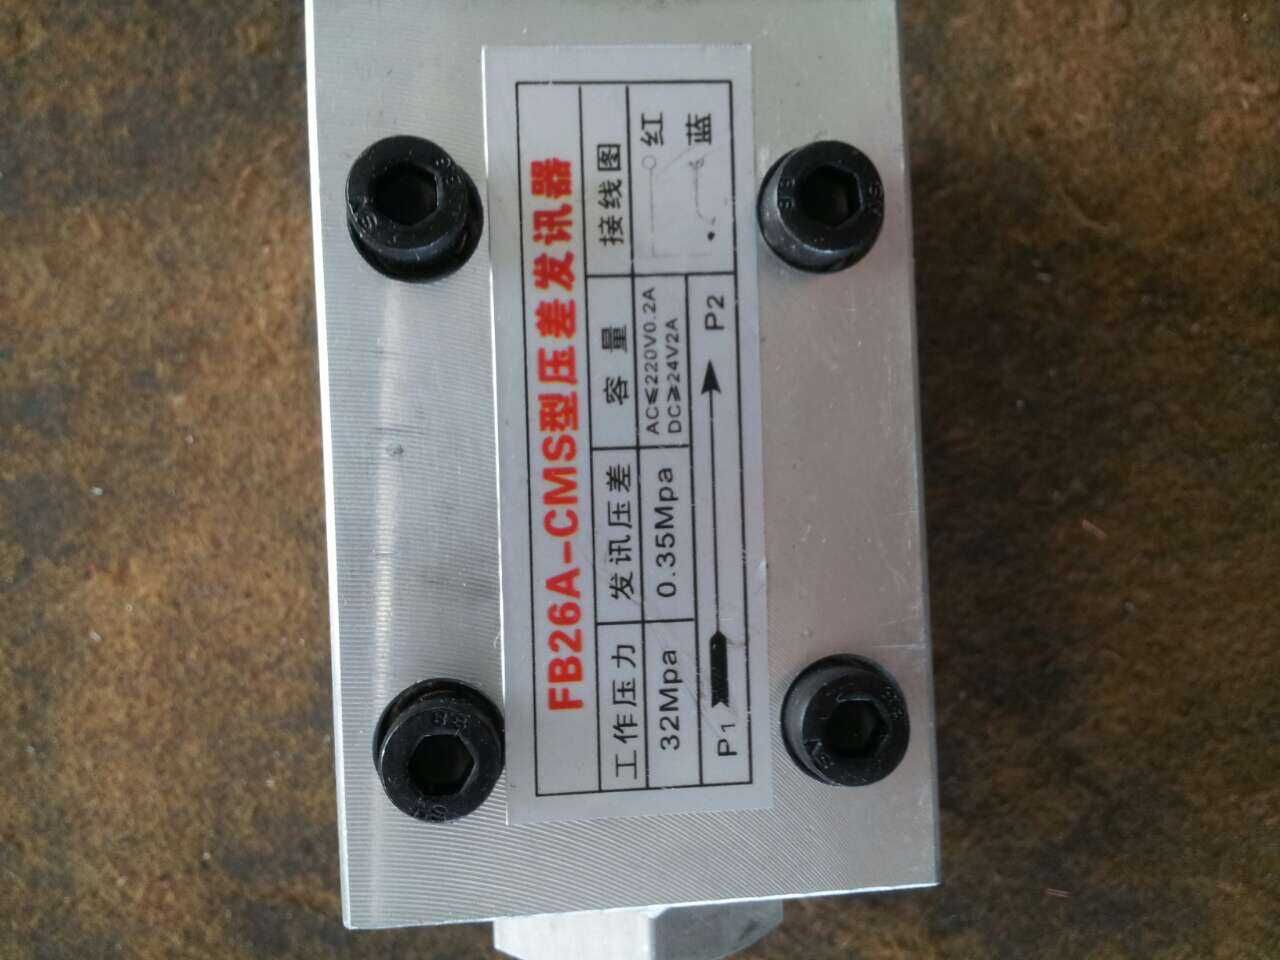 FB26A-CMS型压差发讯器
工作压力 发讯压差 容量 接线图
32Mpa 0.35Mpa AC≤220V0.2A 红
DC≥24V2A 蓝
P1 P2